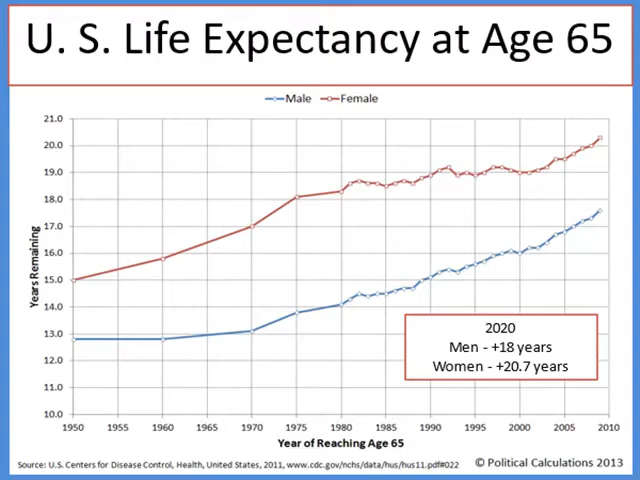 U. S. Life Expectancy at Age 65
Male Female
21.0
20.0
19.0
18.0
17.0
16.0
15.0
14.0
13.0
12.0
11.0
10.0
Years Remaining
2020
Men - +18 years
Women - +20.7 years
1950 1955 1960 1965 1970 1975 1980 1985 1990 1995 2000 2005 2010
Year of Reaching Age 65
Source: U.S. Centers for Disease Control, Health, United States, 2011, www.cdc.gov/nchs/data/hus/hus11.pdf#022
© Political Calculations 2013